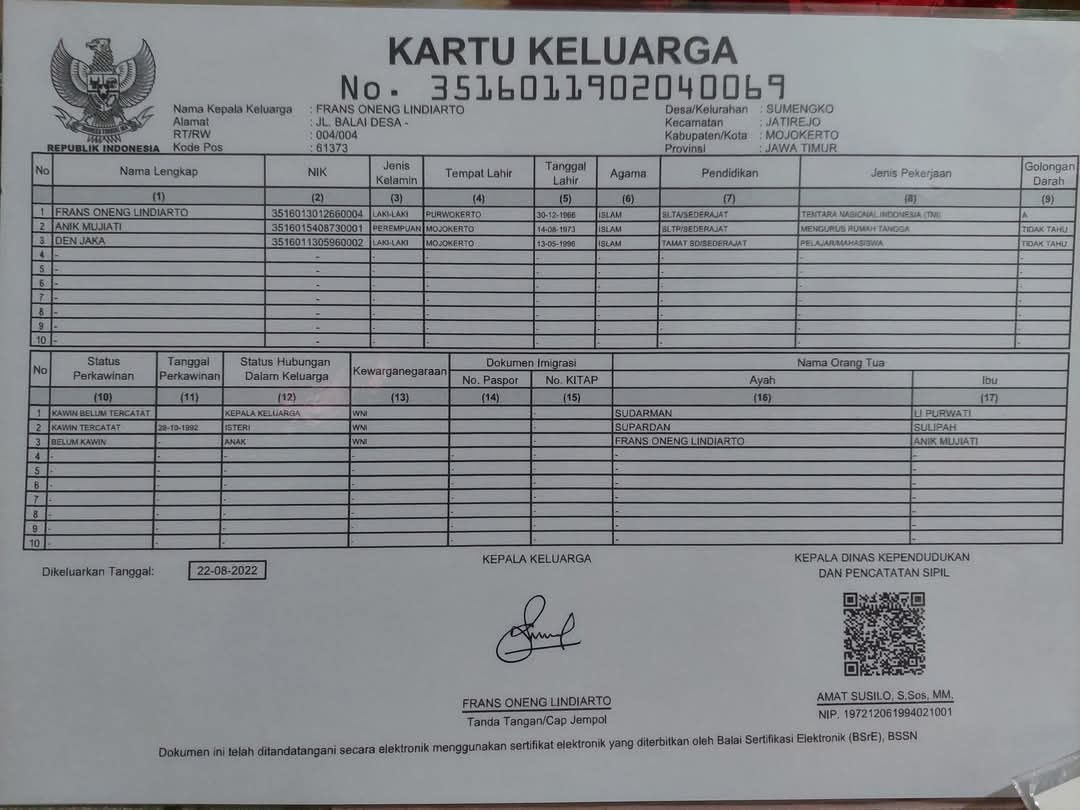 KARTU KELUARGA
No. 3516011902040069
REPUBLIK INDONESIA
Nama Kepala Keluarga : FRANS ONENG LINDIARTO
Alamat : JL. BALAI DESA -
RT/RW : 004/004
Kode Pos : 61373
Desa/Kelurahan : SUMENGKO
Kecamatan : JATIREJO
Kabupaten/Kota : MOJOKERTO
Provinsi : JAWA TIMUR
No Nama Lengkap NIK Jenis Kelamin Tempat Lahir Tanggal Lahir Agama Pendidikan Jenis Pekerjaan Golongan Darah
(1) (2) (3) (4) (5) (6) (7) (8) (9)
1 FRANS ONENG LINDIARTO 3516013012660004 LAKI-LAKI PURWOKERTO 30-12-1966 ISLAM SLTA/SEDERAJAT TENTARA NASIONAL INDONESIA (TNI) A
2 ANIK MUJIATI 3516015408730001 PEREMPUAN MOJOKERTO 14-08-1973 ISLAM SLTP/SEDERAJAT MENGURUS RUMAH TANGGA TIDAK TAHU
3 DEN JAKA 3516011305960002 LAKI-LAKI MOJOKERTO 13-05-1996 ISLAM TAMAT SD/SEDERAJAT PELAJAR/MAHASISWA TIDAK TAHU
4 - - - - - - - - -
5 - - - - - - - - -
6 - - - - - - - - -
7 - - - - - - - - -
8 - - - - - - - - -
9 - - - - - - - - -
10 - - - - - - - - -
No Status Perkawinan Tanggal Perkawinan Status Hubungan Dalam Keluarga Kewarganegaraan Dokumen Imigrasi Nama Orang Tua
No. Paspor No. KITAP Ayah Ibu
(10) (11) (12) (13) (14) (15) (16) (17)
1 KAWIN BELUM TERCATAT KEPALA KELUARGA WNI - SUDARMAN LI PURWATI
2 KAWIN TERCATAT 28-10-1992 ISTERI WNI - SUPARDAN SULIPAH
3 BELUM KAWIN - ANAK WNI - FRANS ONENG LINDIARTO ANIK MUJIATI
4 - - - - - - - -
5 - - - - - - - -
6 - - - - - - - -
7 - - - - - - - -
8 - - - - - - - -
9 - - - - - - - -
10 - - - - - - - -
Dikeluarkan Tanggal: 22-08-2022
KEPALA KELUARGA
FRANS ONENG LINDIARTO
Tanda Tangan/Cap Jempol
KEPALA DINAS KEPENDUDUKAN
DAN PENCATATAN SIPIL
AMAT SUSILO, S.Sos, MM.
NIP. 197212061994021001
Dokumen ini telah ditandatangani secara elektronik menggunakan sertifikat elektronik yang diterbitkan oleh Balai Sertifikasi Elektronik (BSrE), BSSN